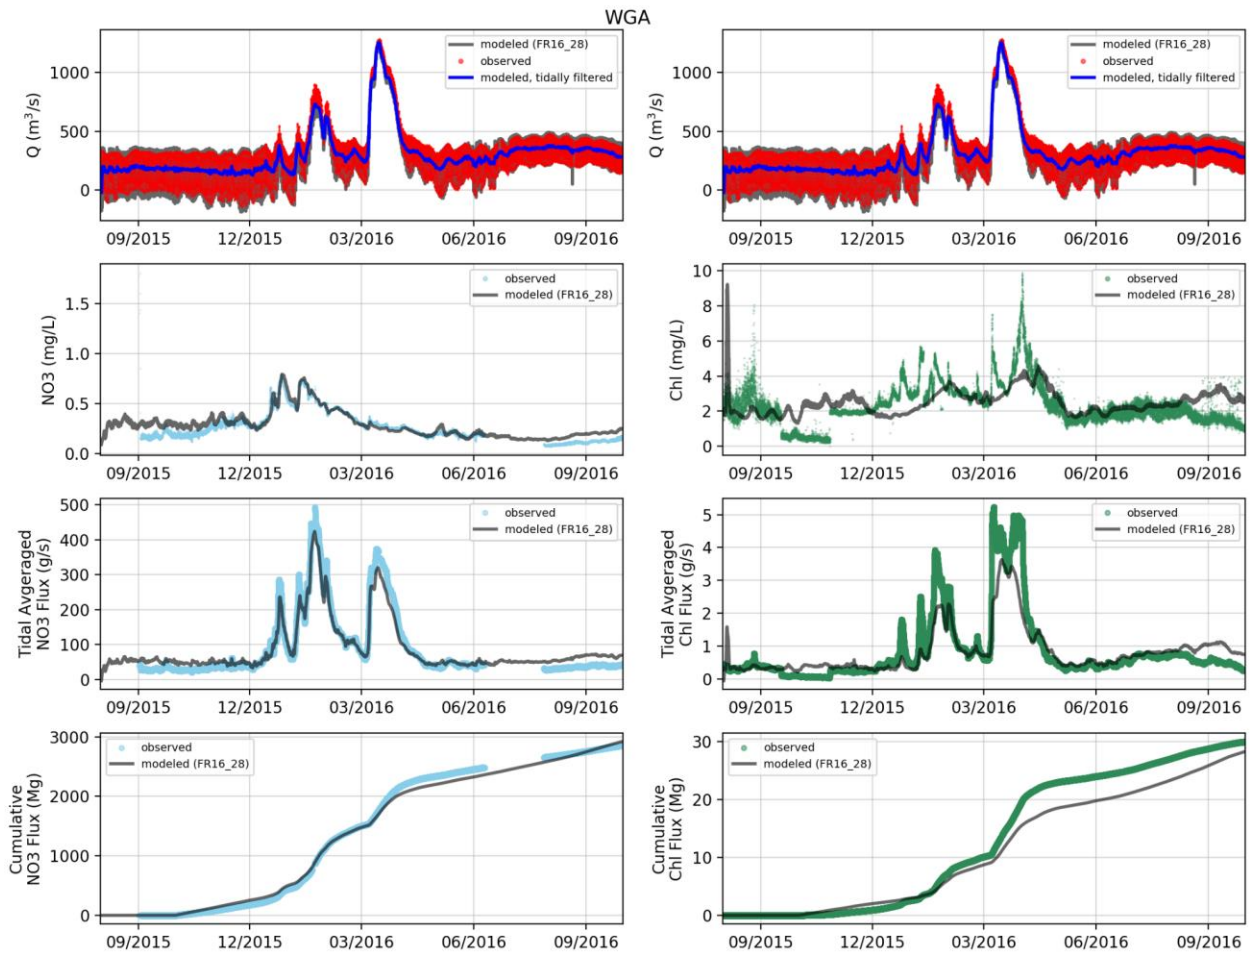 WGA
Q (m³/s)
1000
500
0
modeled (FR16_28)
observed
modeled, tidally filtered
09/2015 12/2015 03/2016 06/2016 09/2016
Q (m³/s)
1000
500
0
modeled (FR16_28)
observed
modeled, tidally filtered
09/2015 12/2015 03/2016 06/2016 09/2016
NO3 (mg/L)
1.5
1.0
0.5
0.0
observed
modeled (FR16_28)
09/2015 12/2015 03/2016 06/2016 09/2016
Chl (mg/L)
10
8
6
4
2
0
observed
modeled (FR16_28)
09/2015 12/2015 03/2016 06/2016 09/2016
Tidal Avgeraged
NO3 Flux (g/s)
500
400
300
200
100
0
observed
modeled (FR16_28)
09/2015 12/2015 03/2016 06/2016 09/2016
Tidal Avgeraged
Chl Flux (g/s)
5
4
3
2
1
0
observed
modeled (FR16_28)
09/2015 12/2015 03/2016 06/2016 09/2016
Cumulative
NO3 Flux (Mg)
3000
2000
1000
0
observed
modeled (FR16_28)
09/2015 12/2015 03/2016 06/2016 09/2016
Cumulative
Chl Flux (Mg)
30
20
10
0
observed
modeled (FR16_28)
09/2015 12/2015 03/2016 06/2016 09/2016